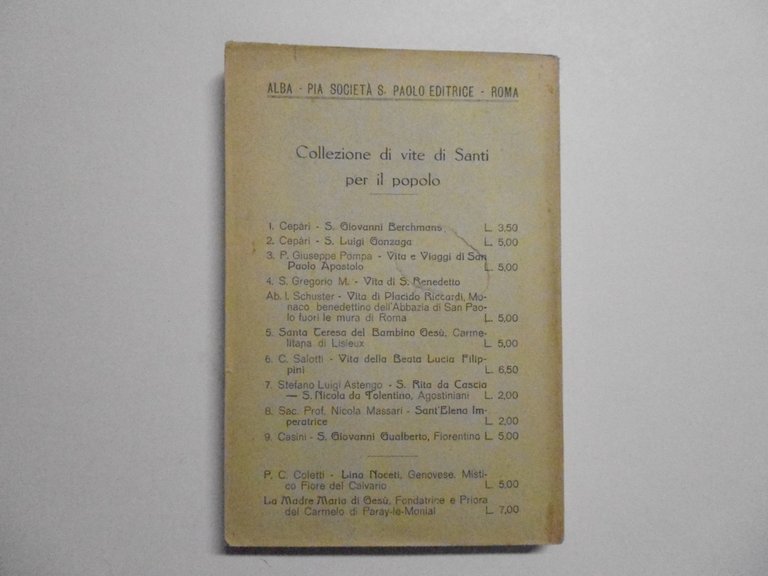 ALBA - PIA SOCIETÀ S. PAOLO EDITRICE - ROMA
Collezione di vite di Santi
per il popolo
1. Cepàri - S. Giovanni Berchmans L. 3,50
2. Cepàri - S. Luigi Gonzaga L. 5,00
3. P. Giuseppe Pampa - Vita e Viaggi di San
Paolo Apostolo L. 5,00
4. S. Gregorio M. - Vita di S. Benedetto
Ab. I. Schuster - Vita di Placido Riccardi, Mo-
naco benedettino dell'Abbazia di San Pao-
lo fuori le mura di Roma L. 5,00
5. Santa Teresa del Bambino Gesù, Carme-
litana di Lisieux L. 5,00
6. C. Salotti - Vita della Beata Lucia Filip-
pini L. 6,50
7. Stefano Luigi Astengo - S. Rita da Cascia
— S. Nicola da Tolentino, Agostiniani L. 2,00
8. Sac. Prof. Nicola Massari - Sant'Elena Im-
peratrice L. 2,00
9. Casini - S. Giovanni Gualberto, Fiorentino L. 5,00
P. C. Coletti - Lina Noceti, Genovese. Misti-
co Fiore del Calvario L. 5,00
La Madre Maria di Gesù, Fondatrice e Priora
del Carmelo di Paray-le-Monial L. 7,00